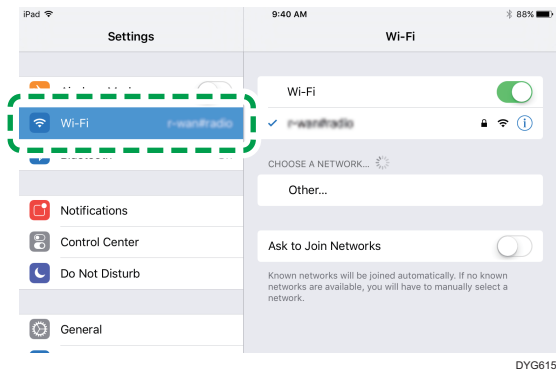 iPad
9:40 AM
88%
Settings
Wi-Fi
Wi-Fi
Wi-Fi
Notifications
Control Center
Do Not Disturb
General
CHOOSE A NETWORK...
Other...
Ask to Join Networks
Known networks will be joined automatically. If no known
networks are available, you will have to manually select a
network.
DYG615